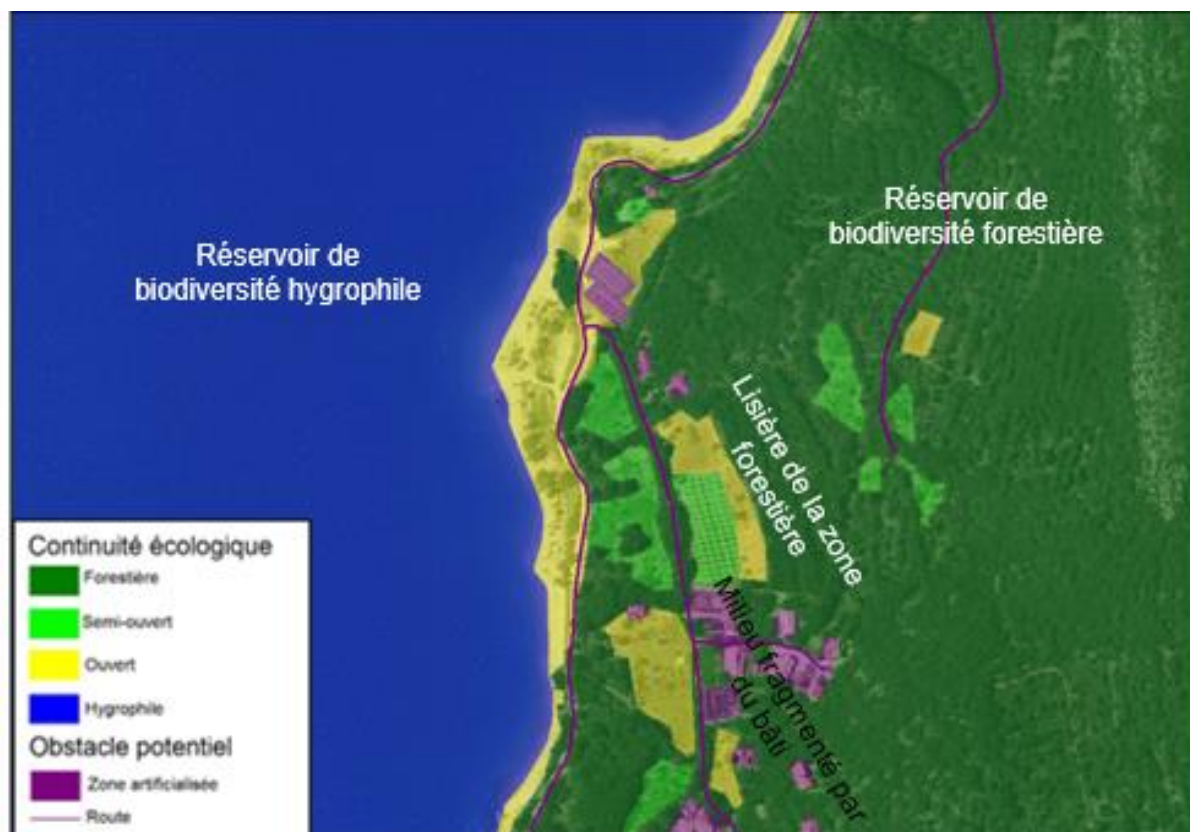 Réservoir de
biodiversité hygrophile
Réservoir de
biodiversité forestière
Lisière de la zone
forestière
Milieu fragmenté par
du bâti
Continuité écologique
Forestière
Semi-ouvert
Ouvert
Hygrophile
Obstacle potentiel
Zone artificialisée
Route